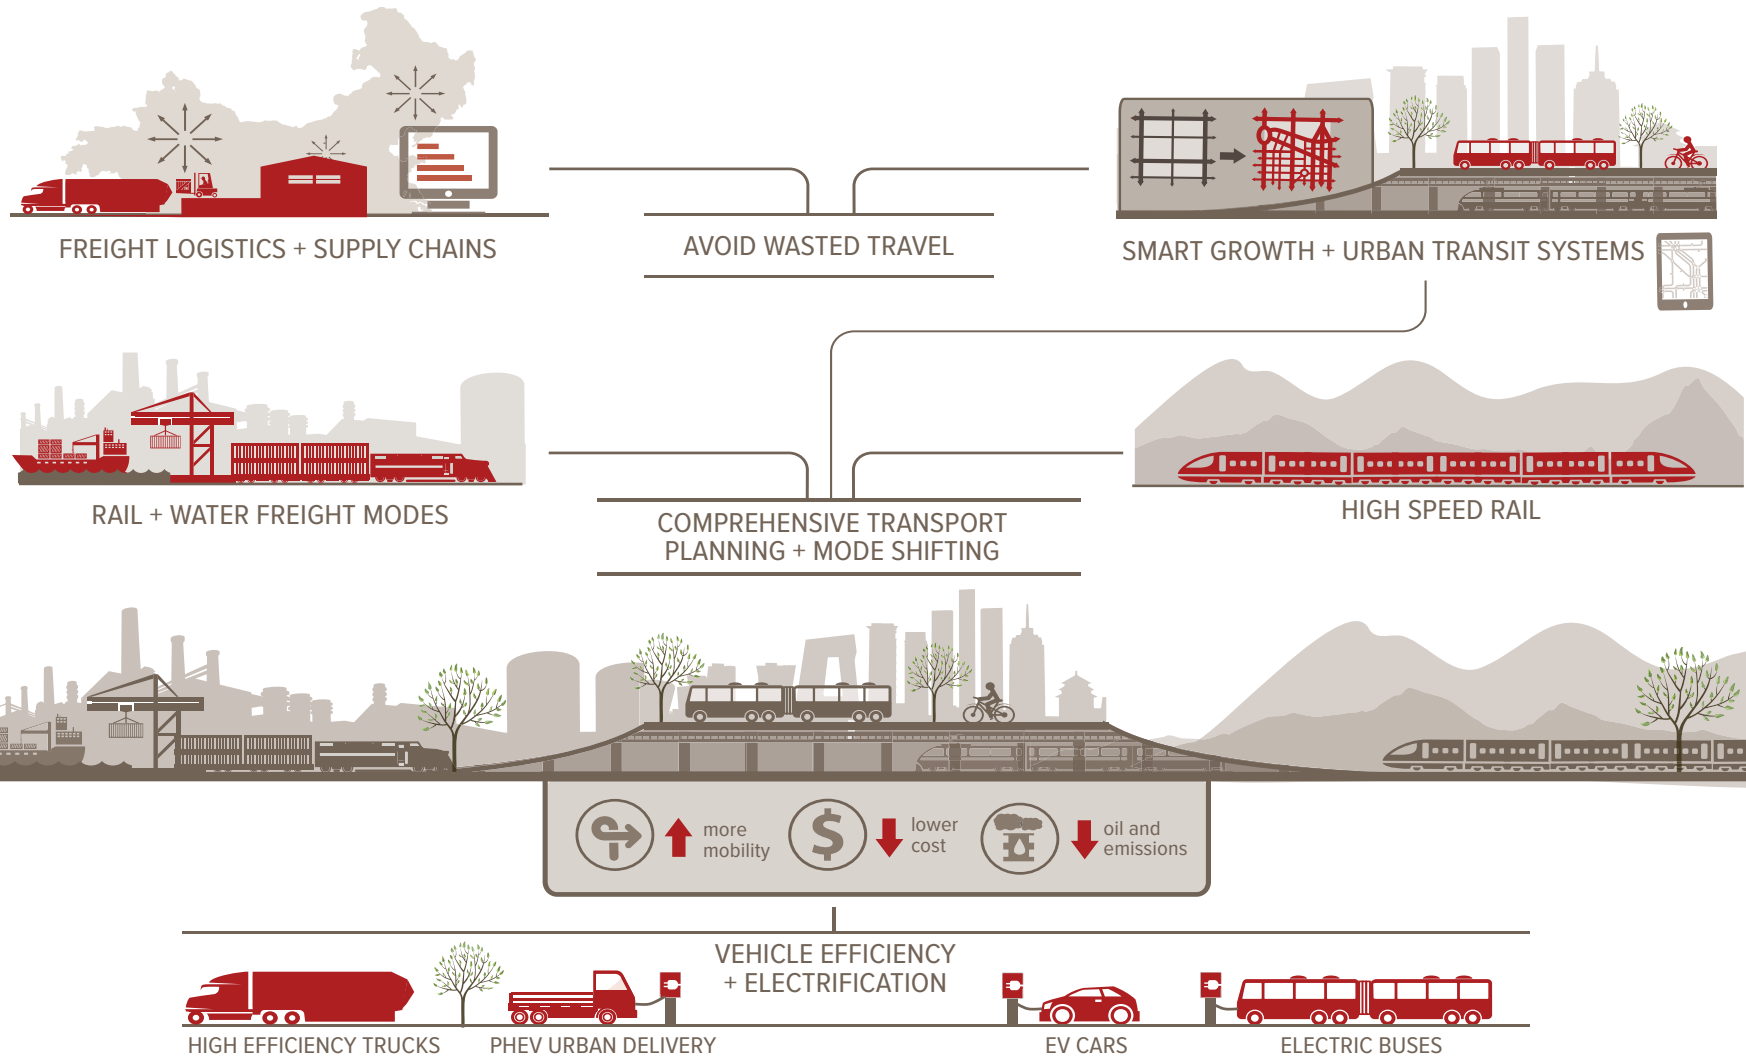 FREIGHT LOGISTICS + SUPPLY CHAINS
AVOID WASTED TRAVEL
SMART GROWTH + URBAN TRANSIT SYSTEMS
RAIL + WATER FREIGHT MODES
COMPREHENSIVE TRANSPORT
PLANNING + MODE SHIFTING
HIGH SPEED RAIL
more
mobility
$
lower
cost
oil and
emissions
VEHICLE EFFICIENCY
+ ELECTRIFICATION
HIGH EFFICIENCY TRUCKS
PHEV URBAN DELIVERY
EV CARS
ELECTRIC BUSES